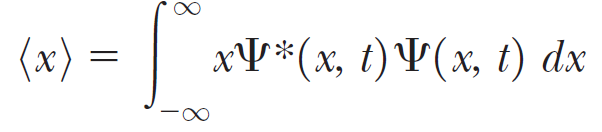 ⟨x⟩ = ∫_{-∞}^{∞} xΨ*(x, t)Ψ(x, t) dx